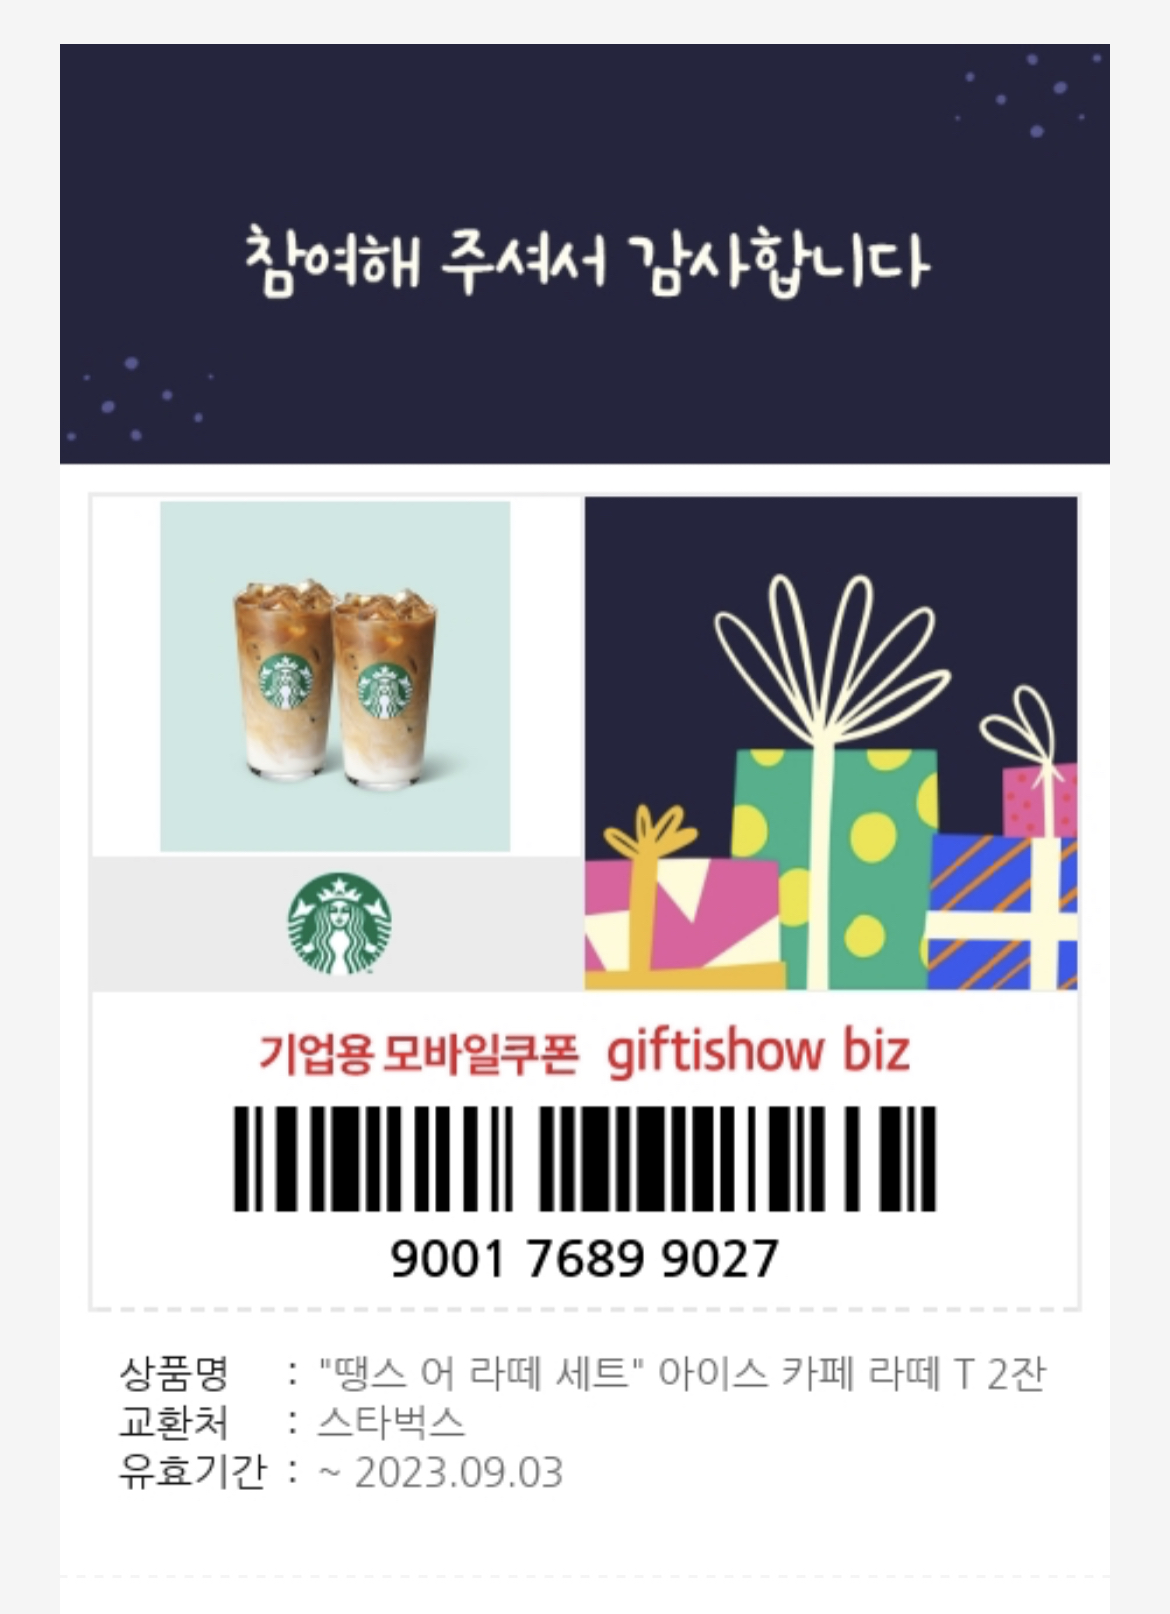 참여해 주셔서 감사합니다
기업용 모바일쿠폰 giftishow biz
9001 7689 9027
상품명 : "땡스 어 라떼 세트" 아이스 카페 라떼 T 2잔
교환처 : 스타벅스
유효기간 : ~ 2023.09.03